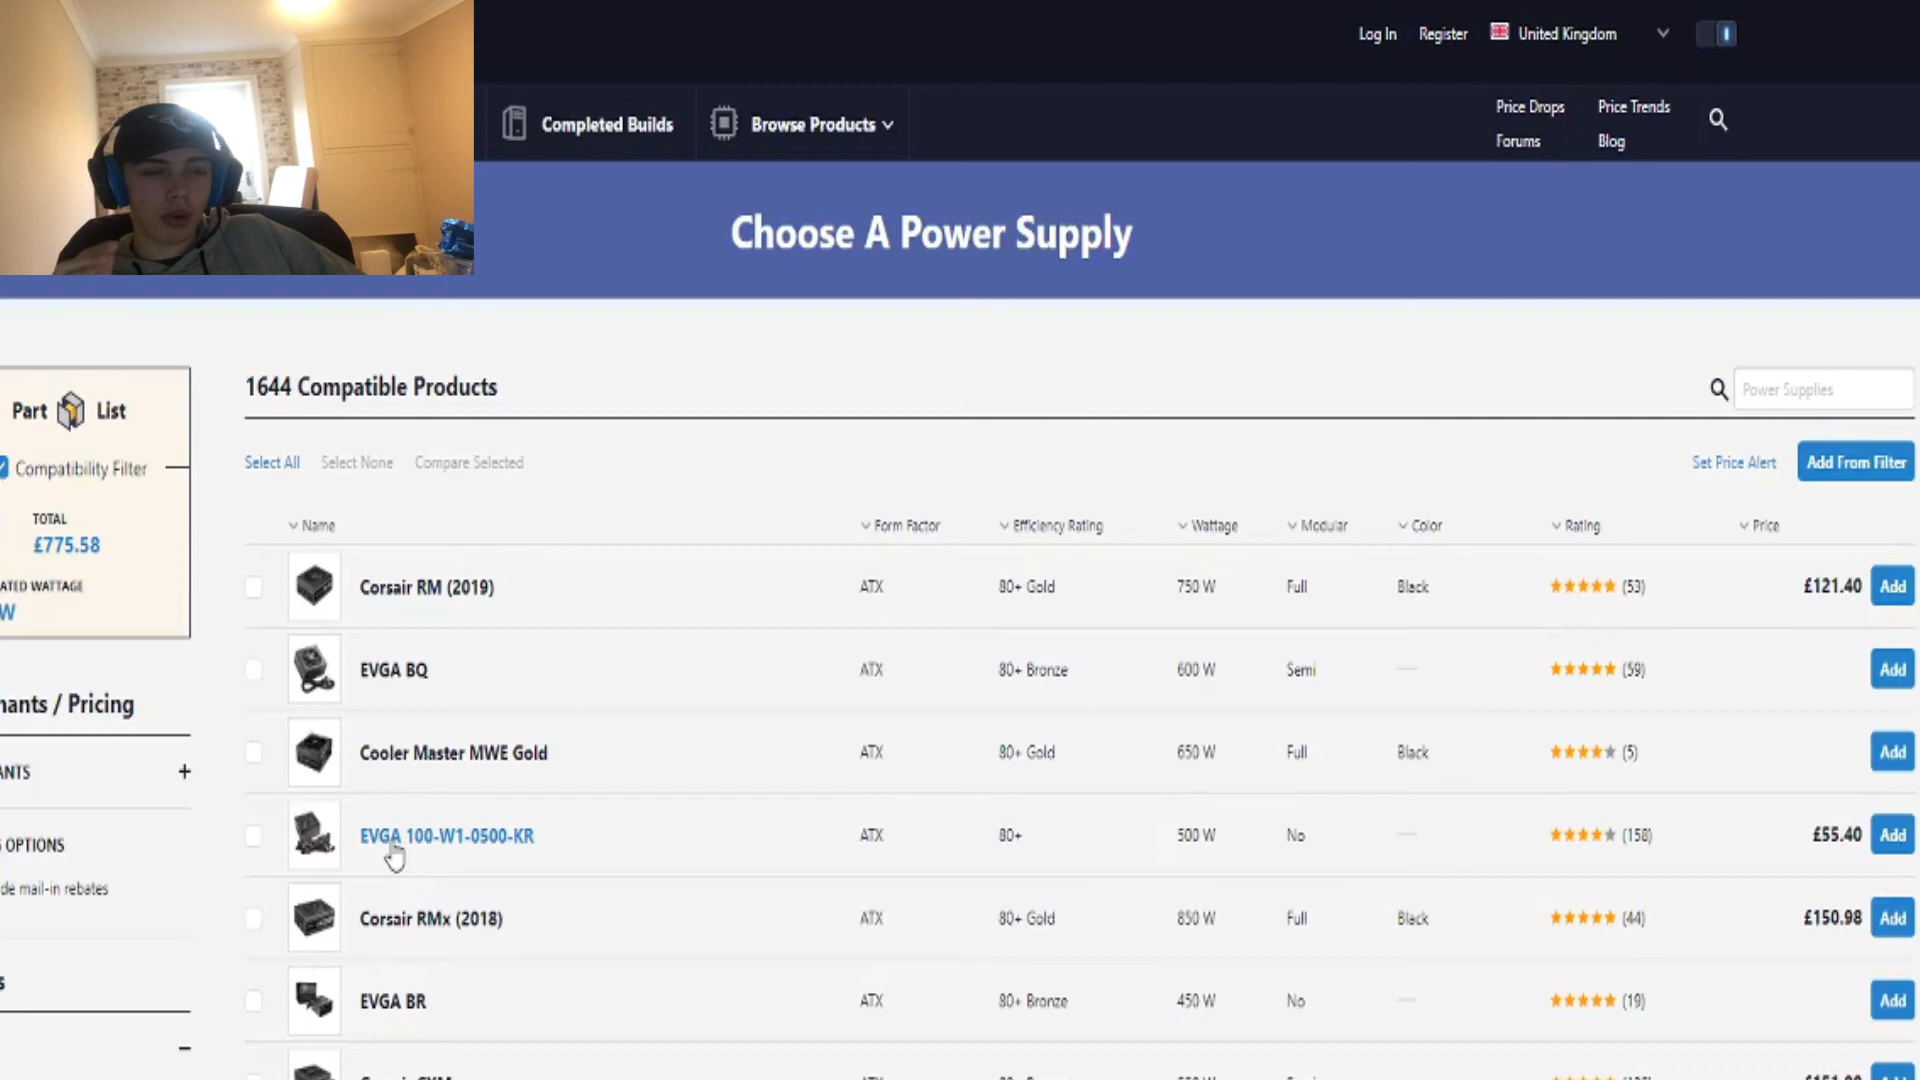 Log In Register United Kingdom
Completed Builds Browse Products
Price Drops Price Trends
Forums Blog
Choose A Power Supply
Part List
Compatibility Filter
TOTAL
£775.58
ATED WATTAGE
W
ants / Pricing
ANTS +
OPTIONS
de mail-in rebates
1644 Compatible Products
Power Supplies
Select All Select None Compare Selected Set Price Alert Add From Filter
Name Form Factor Efficiency Rating Wattage Modular Color Rating Price
Corsair RM (2019) ATX 80+ Gold 750 W Full Black (53) £121.40 Add
EVGA BQ ATX 80+ Bronze 600 W Semi — (59) Add
Cooler Master MWE Gold ATX 80+ Gold 650 W Full Black (5) Add
EVGA 100-W1-0500-KR ATX 80+ 500 W No — (158) £55.40 Add
Corsair RMx (2018) ATX 80+ Gold 850 W Full Black (44) £150.98 Add
EVGA BR ATX 80+ Bronze 450 W No — (19) Add